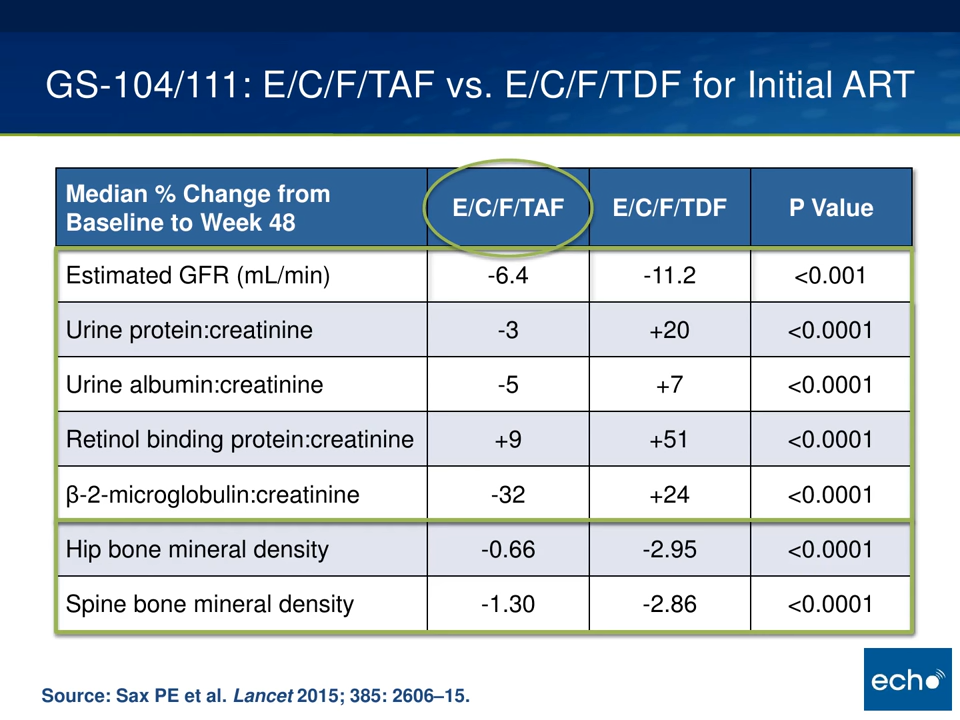 GS-104/111: E/C/F/TAF vs. E/C/F/TDF for Initial ART
Median % Change from
Baseline to Week 48
E/C/F/TAF
E/C/F/TDF
P Value
Estimated GFR (mL/min) -6.4 -11.2 <0.001
Urine protein:creatinine -3 +20 <0.0001
Urine albumin:creatinine -5 +7 <0.0001
Retinol binding protein:creatinine +9 +51 <0.0001
β-2-microglobulin:creatinine -32 +24 <0.0001
Hip bone mineral density -0.66 -2.95 <0.0001
Spine bone mineral density -1.30 -2.86 <0.0001
Source: Sax PE et al. Lancet 2015; 385: 2606–15.
echo